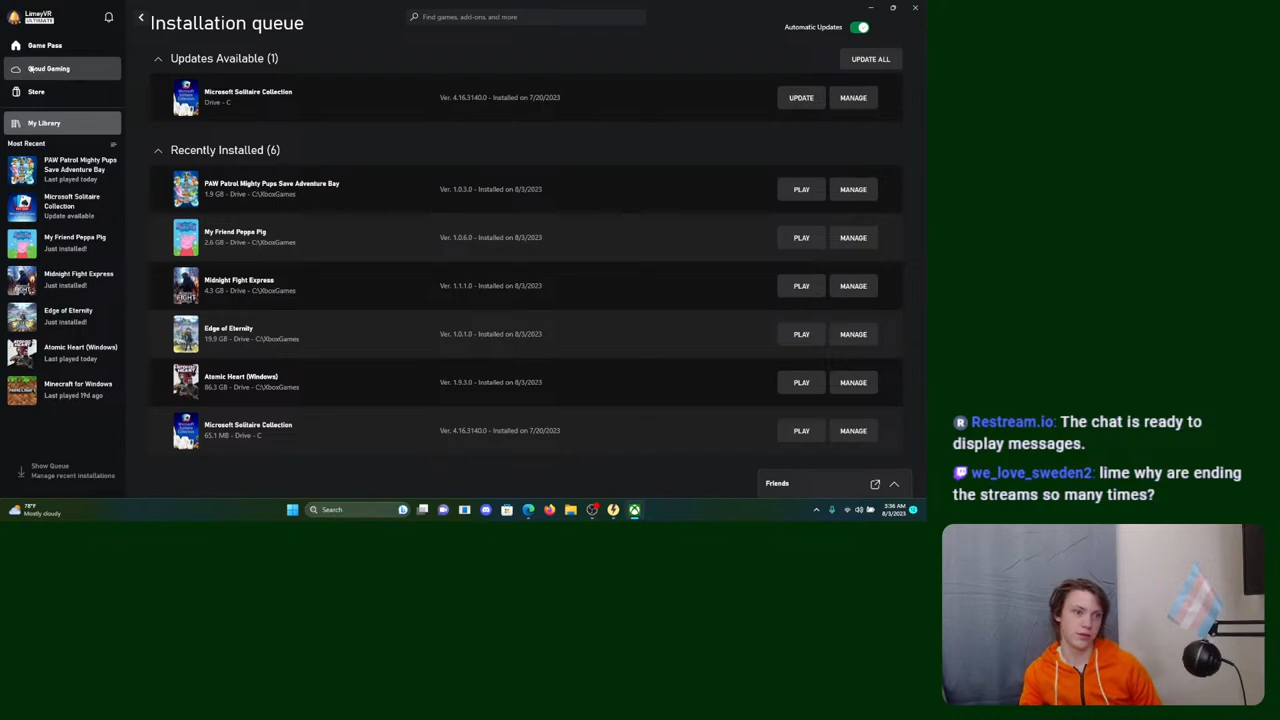 LimeyVR
ULTIMATE
Game Pass
Cloud Gaming
Store
My Library
Most Recent
PAW Patrol Mighty Pups
Save Adventure Bay
Last played today
Microsoft Solitaire
Collection
Update available
My Friend Peppa Pig
Just installed!
Midnight Fight Express
Just installed!
Edge of Eternity
Just installed!
Atomic Heart (Windows)
Last played today
Minecraft for Windows
Last played 19d ago
Show Queue
Manage recent installations
Installation queue
Find games, add-ons, and more
Automatic Updates
Updates Available (1)
UPDATE ALL
Microsoft Solitaire Collection
Drive - C
Ver. 4.16.3140.0 - Installed on 7/20/2023
UPDATE
MANAGE
Recently Installed (6)
PAW Patrol Mighty Pups Save Adventure Bay
1.9 GB - Drive - C:\XboxGames
Ver. 1.0.3.0 - Installed on 8/3/2023
PLAY
MANAGE
My Friend Peppa Pig
2.6 GB - Drive - C:\XboxGames
Ver. 1.0.6.0 - Installed on 8/3/2023
PLAY
MANAGE
Midnight Fight Express
4.3 GB - Drive - C:\XboxGames
Ver. 1.1.1.0 - Installed on 8/3/2023
PLAY
MANAGE
Edge of Eternity
19.9 GB - Drive - C:\XboxGames
Ver. 1.0.1.0 - Installed on 8/3/2023
PLAY
MANAGE
Atomic Heart (Windows)
86.3 GB - Drive - C:\XboxGames
Ver. 1.9.3.0 - Installed on 8/3/2023
PLAY
MANAGE
Microsoft Solitaire Collection
65.1 MB - Drive - C
Ver. 4.16.3140.0 - Installed on 7/20/2023
PLAY
MANAGE
Friends
78°F
Mostly cloudy
Search
3:36 AM
8/3/2023
Restream.io: The chat is ready to
display messages.
we_love_sweden2: lime why are ending
the streams so many times?